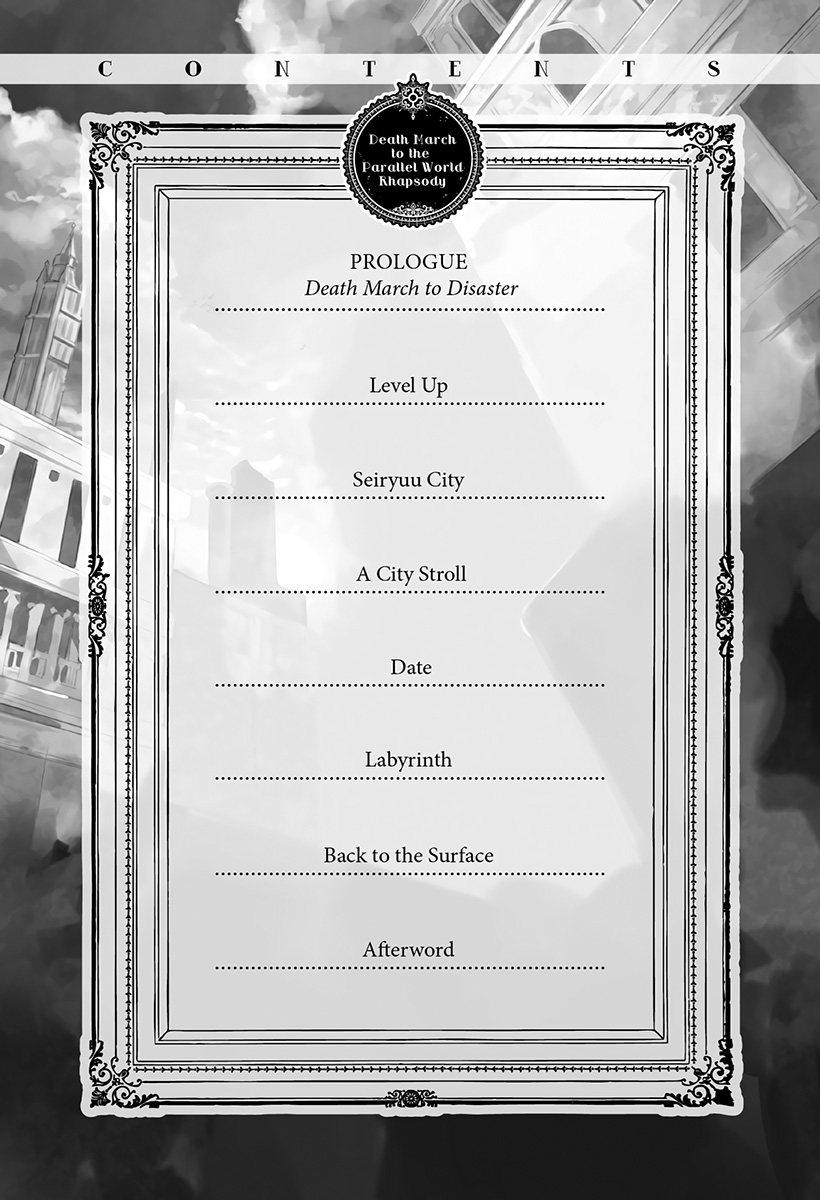 CONTENTS
Death March
to the
Parallel World
Rhapsody
PROLOGUE
Death March to Disaster
Level Up
Seiryuu City
A City Stroll
Date
Labyrinth
Back to the Surface
Afterword